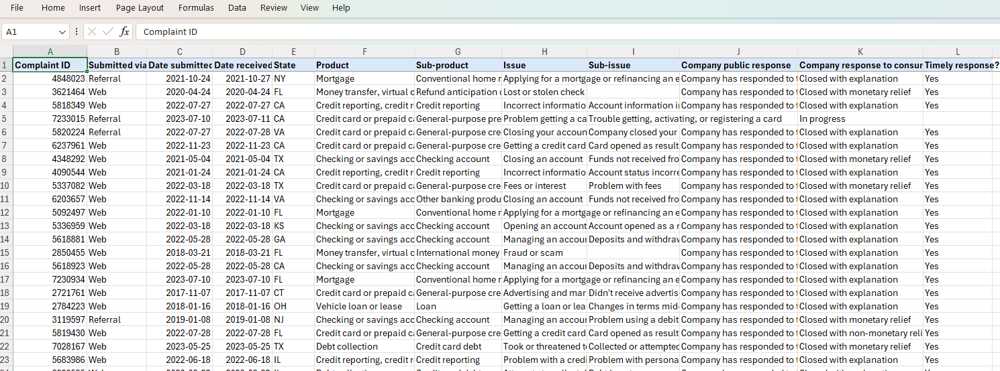 File Home Insert Page Layout Formulas Data Review View Help
A1 fx Complaint ID
A B C D E F G H I J K L
1 Complaint ID Submitted via Date submitted Date received State Product Sub-product Issue Sub-issue Company public response Company response to consur Timely response?
2 4848023 Referral 2021-10-24 2021-10-27 NY Mortgage Conventional home r Applying for a mortgage or refinancing an e Company has responded to t Closed with explanation Yes
3 3621464 Web 2020-04-24 2020-04-24 FL Money transfer, virtual c Refund anticipation c Lost or stolen check Company has responded to t Closed with monetary relief Yes
4 5818349 Web 2022-07-27 2022-07-27 CA Credit reporting, credit r Credit reporting Incorrect informatio Account information i Company has responded to t Closed with explanation Yes
5 7233015 Referral 2023-07-10 2023-07-11 CA Credit card or prepaid ca General-purpose pre Problem getting a ca Trouble getting, activating, or registering a card In progress
6 5820224 Referral 2022-07-27 2022-07-28 VA Credit card or prepaid ca General-purpose cre Closing your accoun Company closed your Company has responded to t Closed with explanation Yes
7 6237961 Web 2022-11-23 2022-11-23 CA Credit card or prepaid ca General-purpose cre Getting a credit card Card opened as result Company has responded to t Closed with explanation Yes
8 4348292 Web 2021-05-04 2021-05-04 TX Checking or savings acc Checking account Closing an account Funds not received fro Company has responded to t Closed with monetary relief Yes
9 4090544 Web 2021-01-24 2021-01-24 CA Credit reporting, credit r Credit reporting Incorrect informatio Account status incorre Company has responded to t Closed with explanation Yes
10 5337082 Web 2022-03-18 2022-03-18 TX Credit card or prepaid ca General-purpose cre Fees or interest Problem with fees Company has responded to t Closed with monetary relief Yes
11 6203657 Web 2022-11-14 2022-11-14 VA Checking or savings acc Other banking produ Closing an account Funds not received fro Company has responded to t Closed with explanation Yes
12 5092497 Web 2022-01-10 2022-01-10 FL Mortgage Conventional home r Applying for a mortgage or refinancing an e Company has responded to t Closed with explanation Yes
13 5336959 Web 2022-03-18 2022-03-18 KS Checking or savings acc Checking account Opening an account Account opened as a r Company has responded to t Closed with explanation Yes
14 5618881 Web 2022-05-28 2022-05-28 GA Checking or savings acc Checking account Managing an accour Deposits and withdrav Company has responded to t Closed with explanation Yes
15 2850455 Web 2018-03-21 2018-03-21 FL Money transfer, virtual c International money Fraud or scam Company has responded to t Closed with explanation Yes
16 5618923 Web 2022-05-28 2022-05-28 CA Checking or savings acc Checking account Managing an accour Deposits and withdrav Company has responded to t Closed with explanation Yes
17 7230934 Web 2023-07-10 2023-07-10 FL Mortgage Conventional home r Applying for a mortgage or refinancing an e Company has responded to t Closed with explanation Yes
18 2721761 Web 2017-11-07 2017-11-07 CT Credit card or prepaid ca General-purpose cre Advertising and mar Didn't receive advertis Company has responded to t Closed with explanation Yes
19 2784223 Web 2018-01-16 2018-01-16 OH Vehicle loan or lease Loan Getting a loan or lea Changes in terms mid- Company has responded to t Closed with explanation Yes
20 3119597 Referral 2019-01-08 2019-01-08 NJ Checking or savings acc Checking account Managing an accour Problem using a debit Company has responded to t Closed with monetary relief Yes
21 5819430 Web 2022-07-28 2022-07-28 FL Credit card or prepaid ca General-purpose cre Getting a credit card Card opened as result Company has responded to t Closed with non-monetary reli Yes
22 7028167 Web 2023-05-25 2023-05-25 TX Debt collection Credit card debt Took or threatened t Collected or attempte Company has responded to t Closed with monetary relief Yes
23 5683986 Web 2022-06-18 2022-06-18 IL Credit reporting, credit r Credit reporting Problem with a credi Problem with persona Company has responded to t Closed with explanation Yes